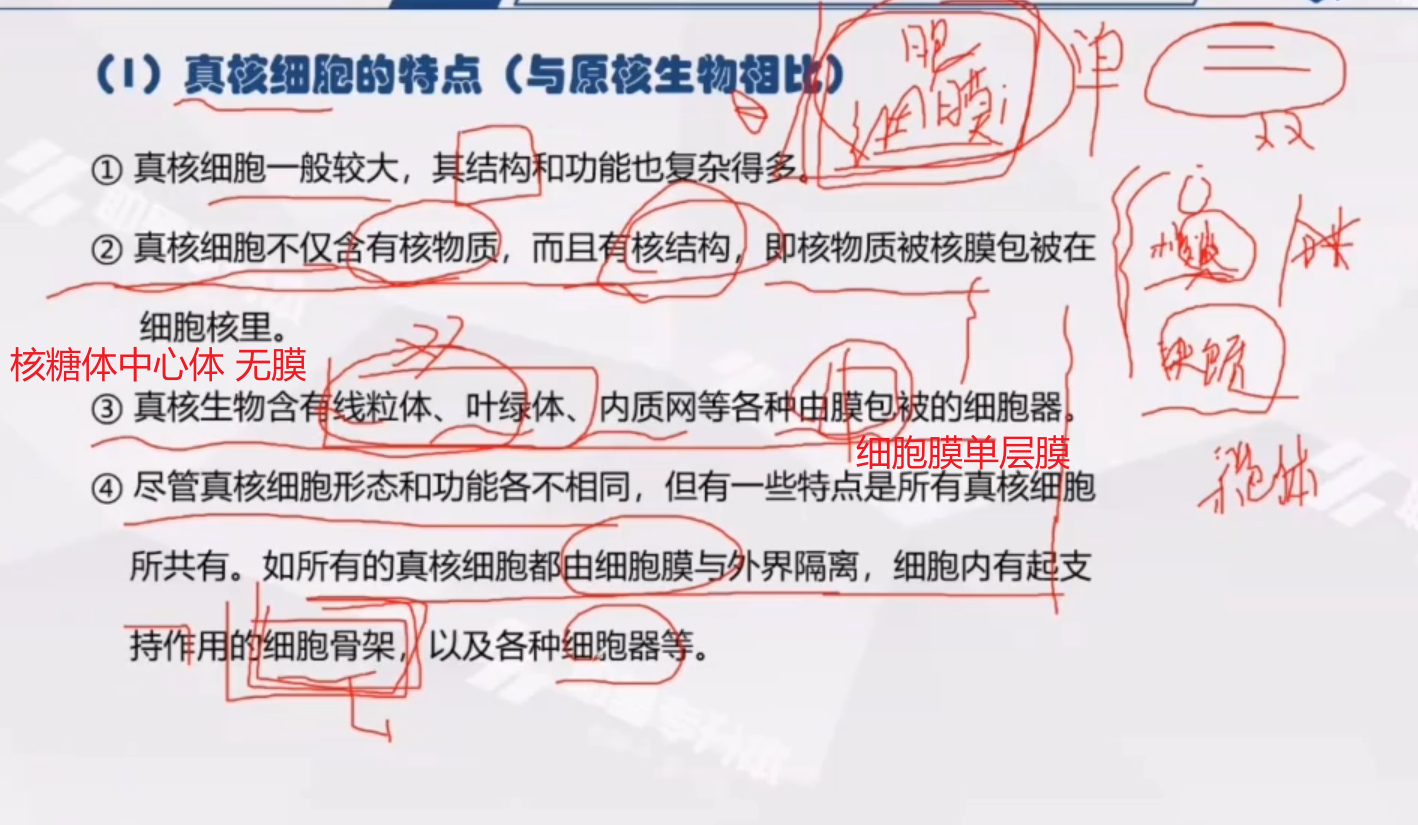 （1）真核细胞的特点（与原核生物相比）
胞
细胞膜
单
双
① 真核细胞一般较大，其结构和功能也复杂得多。
② 真核细胞不仅含有核物质，而且有核结构，即核物质被核膜包被在
细胞核里。
核糖体中心体 无膜
③ 真核生物含有线粒体、叶绿体、内质网等各种由膜包被的细胞器。
细胞膜单层膜
④ 尽管真核细胞形态和功能各不相同，但有一些特点是所有真核细胞
所共有。如所有的真核细胞都由细胞膜与外界隔离，细胞内有起支
持作用的细胞骨架，以及各种细胞器等。